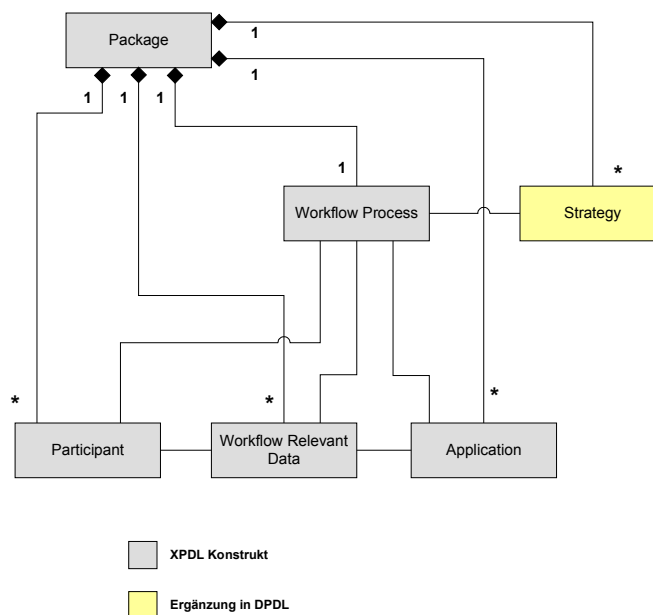 Package
1
1
1
1
1
1
*
Workflow Process
Strategy
*
*
*
Participant
Workflow Relevant
Data
Application
XPDL Konstrukt
Ergänzung in DPDL